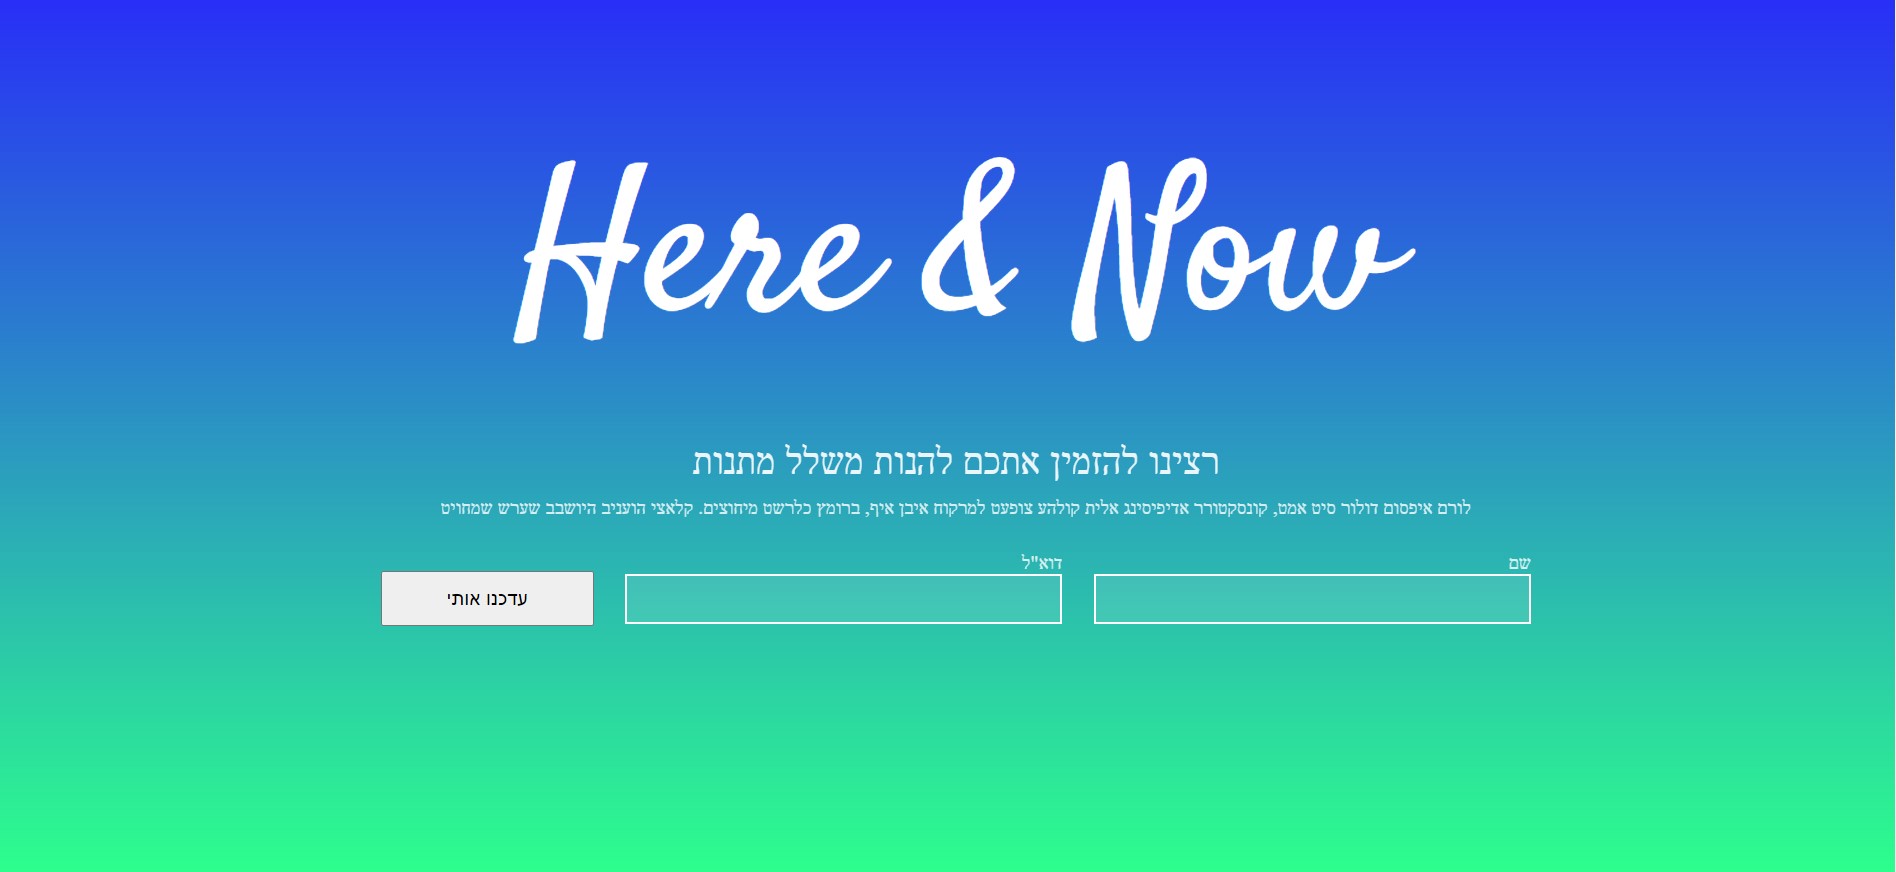 Here & Now
רצינו להזמין אתכם להנות משלל מתנות
לורם איפסום דולור סיט אמט, קונסקטורר אדיפיסינג אלית קולהע צופעט למרקוח איבן איף, ברומץ כלרשט מיחוצים. קלאצי הועניב היושבב שערש שמחויט
שם
דוא"ל
עדכנו אותי